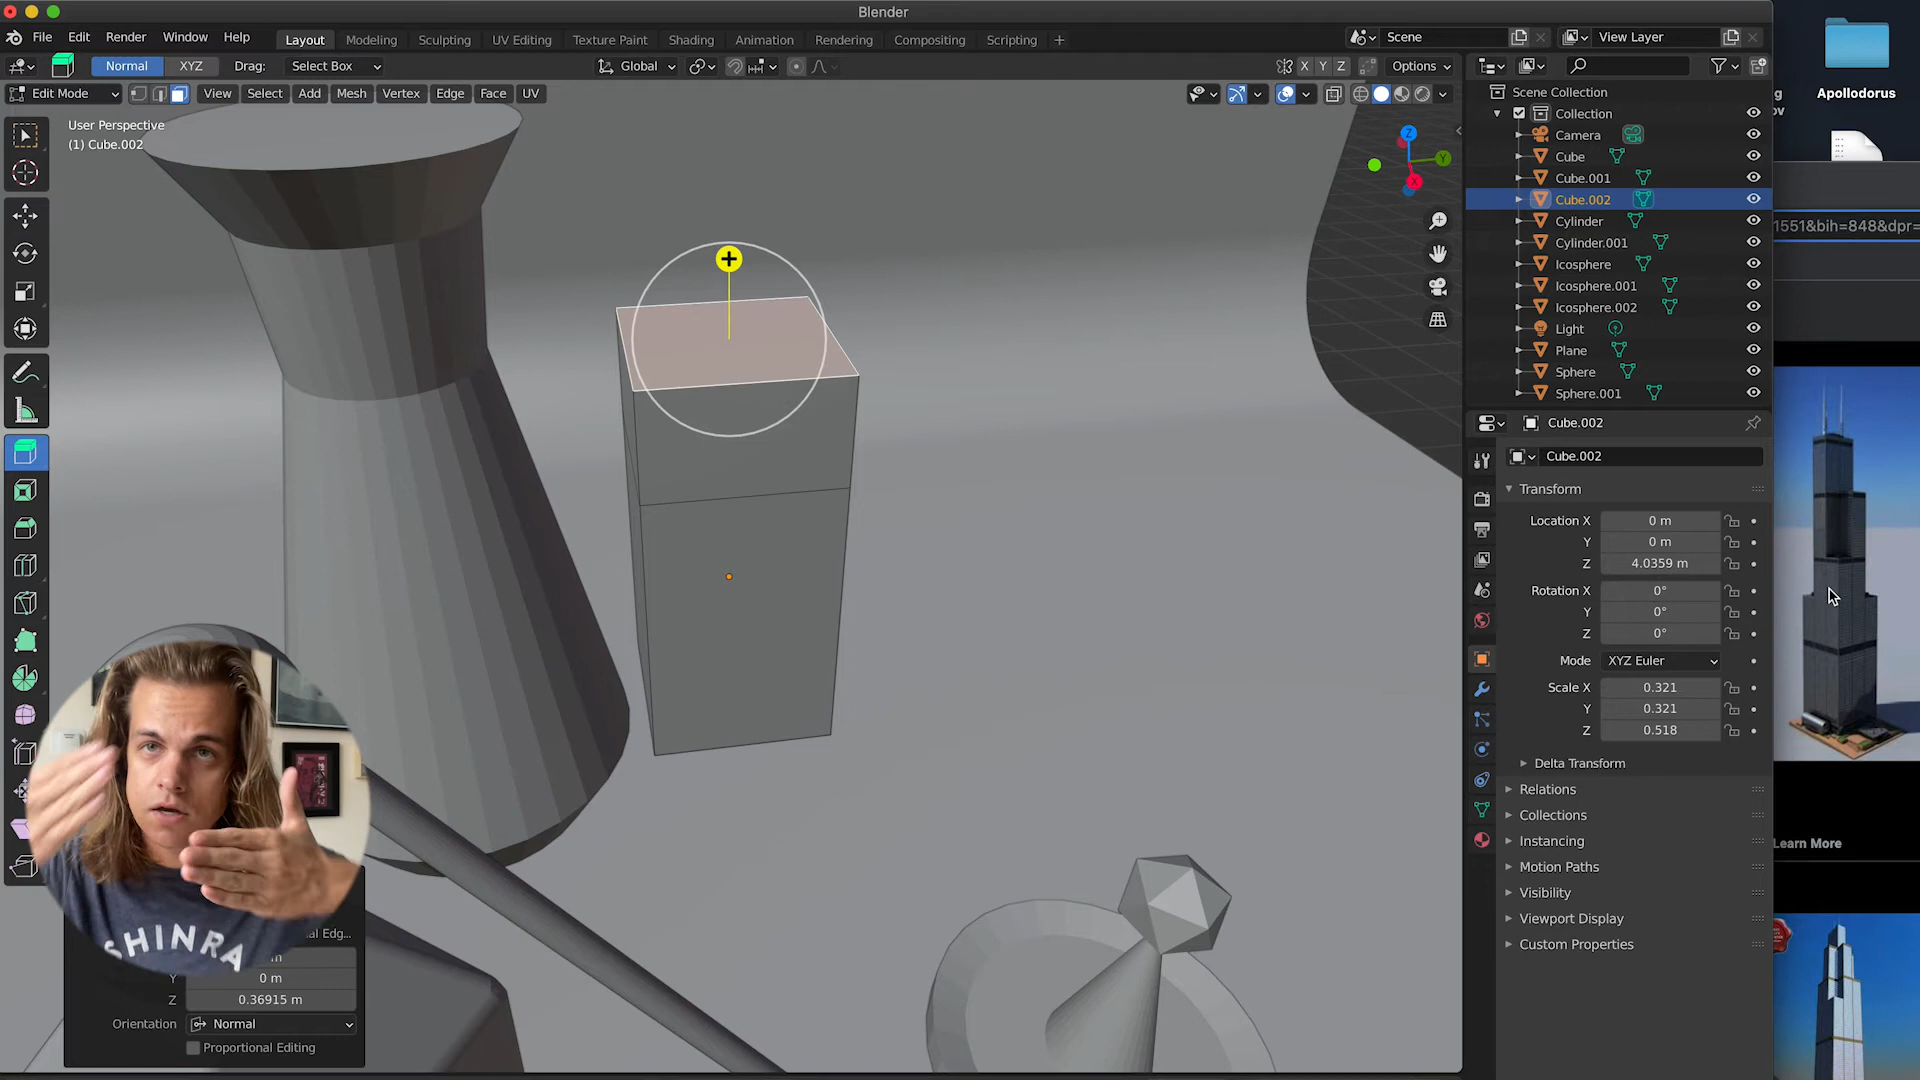 Blender
File Edit Render Window Help Layout Modeling Sculpting UV Editing Texture Paint Shading Animation Rendering Compositing Scripting +
Scene View Layer
Normal XYZ Drag: Select Box Global X Y Z Options
Apollodorus
Edit Mode View Select Add Mesh Vertex Edge Face UV
User Perspective
(1) Cube.002
Z
Y
X
Scene Collection
Collection
Camera
Cube
Cube.001
Cube.002
Cylinder
Cylinder.001
Icosphere
Icosphere.001
Icosphere.002
Light
Plane
Sphere
Sphere.001
1551&bih=848&dpr=
Cube.002
Cube.002
Transform
Location X 0 m
Y 0 m
Z 4.0359 m
Rotation X 0°
Y 0°
Z 0°
Mode XYZ Euler
Scale X 0.321
Y 0.321
Z 0.518
Delta Transform
Relations
Collections
Instancing
Motion Paths
Visibility
Viewport Display
Custom Properties
Learn More
SHINRA
al Edg...
m
Y 0 m
Z 0.36915 m
Orientation Normal
Proportional Editing